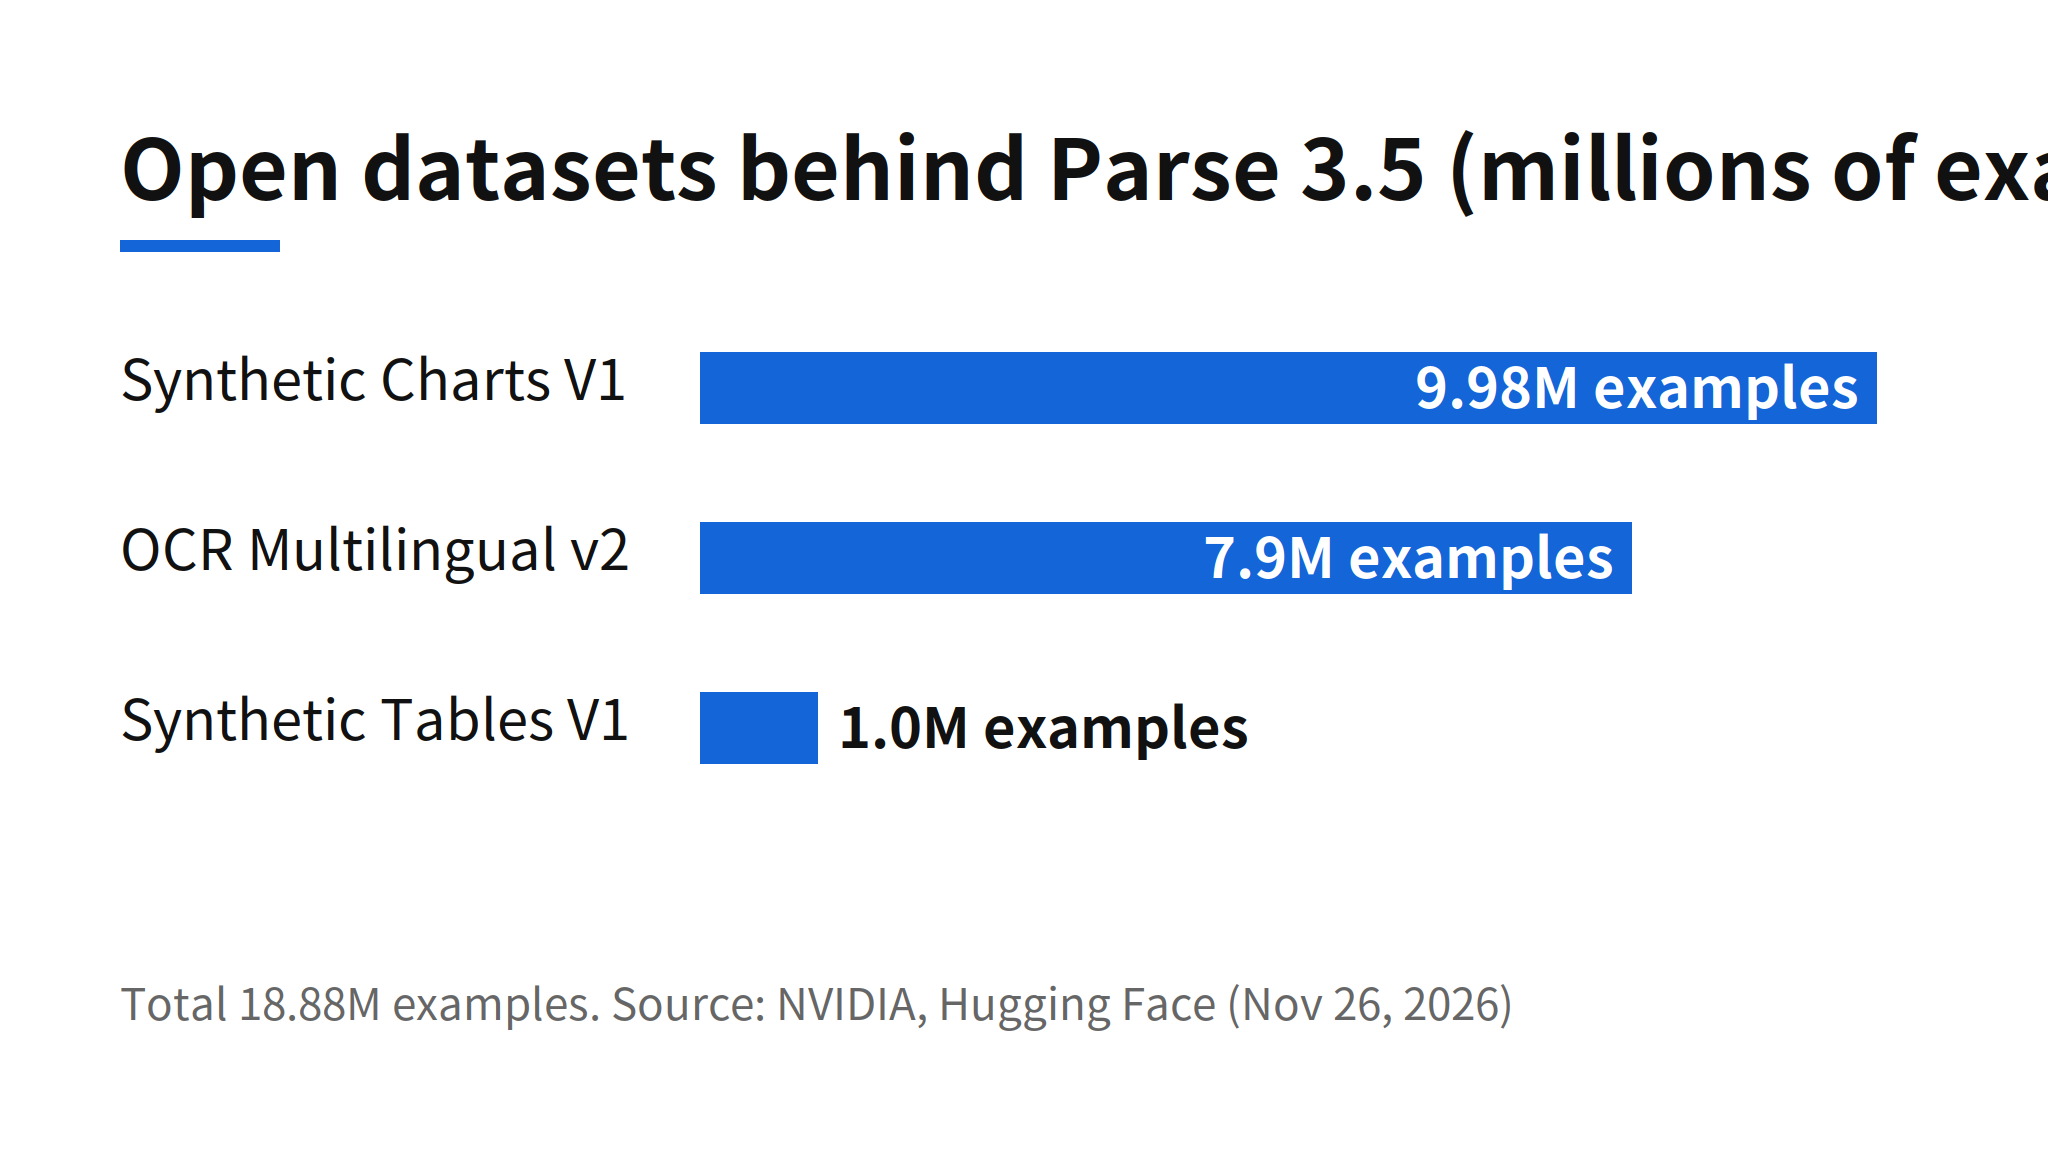 Open datasets behind Parse 3.5 (millions of exa
Synthetic Charts V1
9.98M examples
OCR Multilingual v2
7.9M examples
Synthetic Tables V1
1.0M examples
Total 18.88M examples. Source: NVIDIA, Hugging Face (Nov 26, 2026)